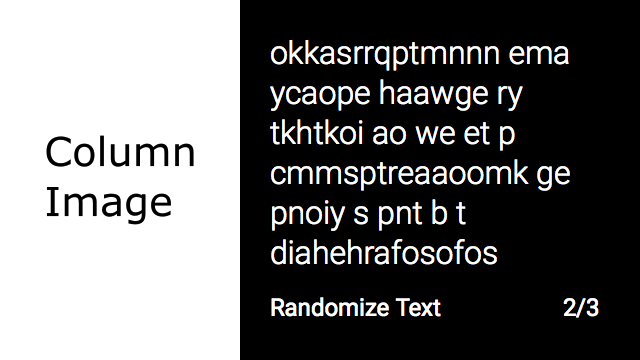 Column
Image
okkasrrqptmnnn ema
ycaope haawge ry
tkhtkoi ao we et p
cmmsptreaaoomk ge
pnoiy s pnt b t
diahehrafosofos
Randomize Text
2/3